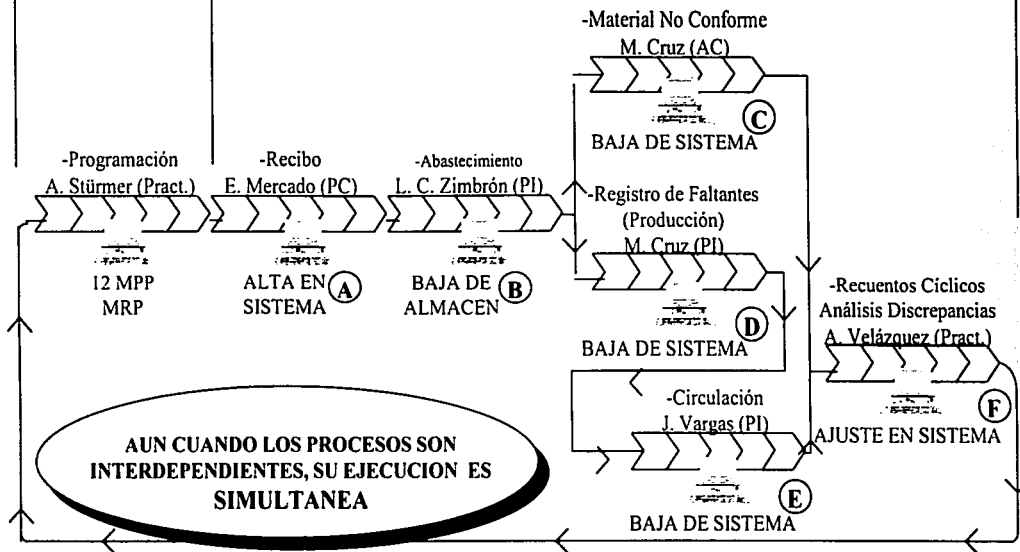 -Material No Conforme
M. Cruz (AC)
C
BAJA DE SISTEMA
-Programación
A. Stürmer (Pract.)
12 MPP
MRP
-Recibo
E. Mercado (PC)
ALTA EN
SISTEMA
A
-Abastecimiento
L. C. Zimbrón (PI)
BAJA DE
ALMACEN
B
-Registro de Faltantes
(Producción)
M. Cruz (PI)
D
BAJA DE SISTEMA
-Circulación
J. Vargas (PI)
E
BAJA DE SISTEMA
-Recuentos Cíclicos
Análisis Discrepancias
A. Velázquez (Pract.)
F
AJUSTE EN SISTEMA
AUN CUANDO LOS PROCESOS SON
INTERDEPENDIENTES, SU EJECUCION ES
SIMULTANEA